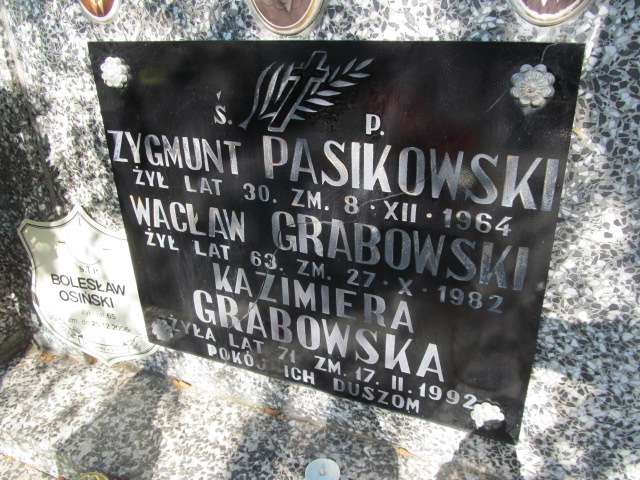 Ś. P.
ZYGMUNT PASIKOWSKI
ŻYŁ LAT 30. ZM. 8·XII·1964
WACŁAW GRABOWSKI
ŻYŁ LAT 63. ZM. 27·X·1982
KAZIMIERA
GRABOWSKA
ŻYŁA LAT 71 ZM. 17.II.1992
POKÓJ ICH DUSZOM
Ś.T.P.
BOLESŁAW
OSIŃSKI